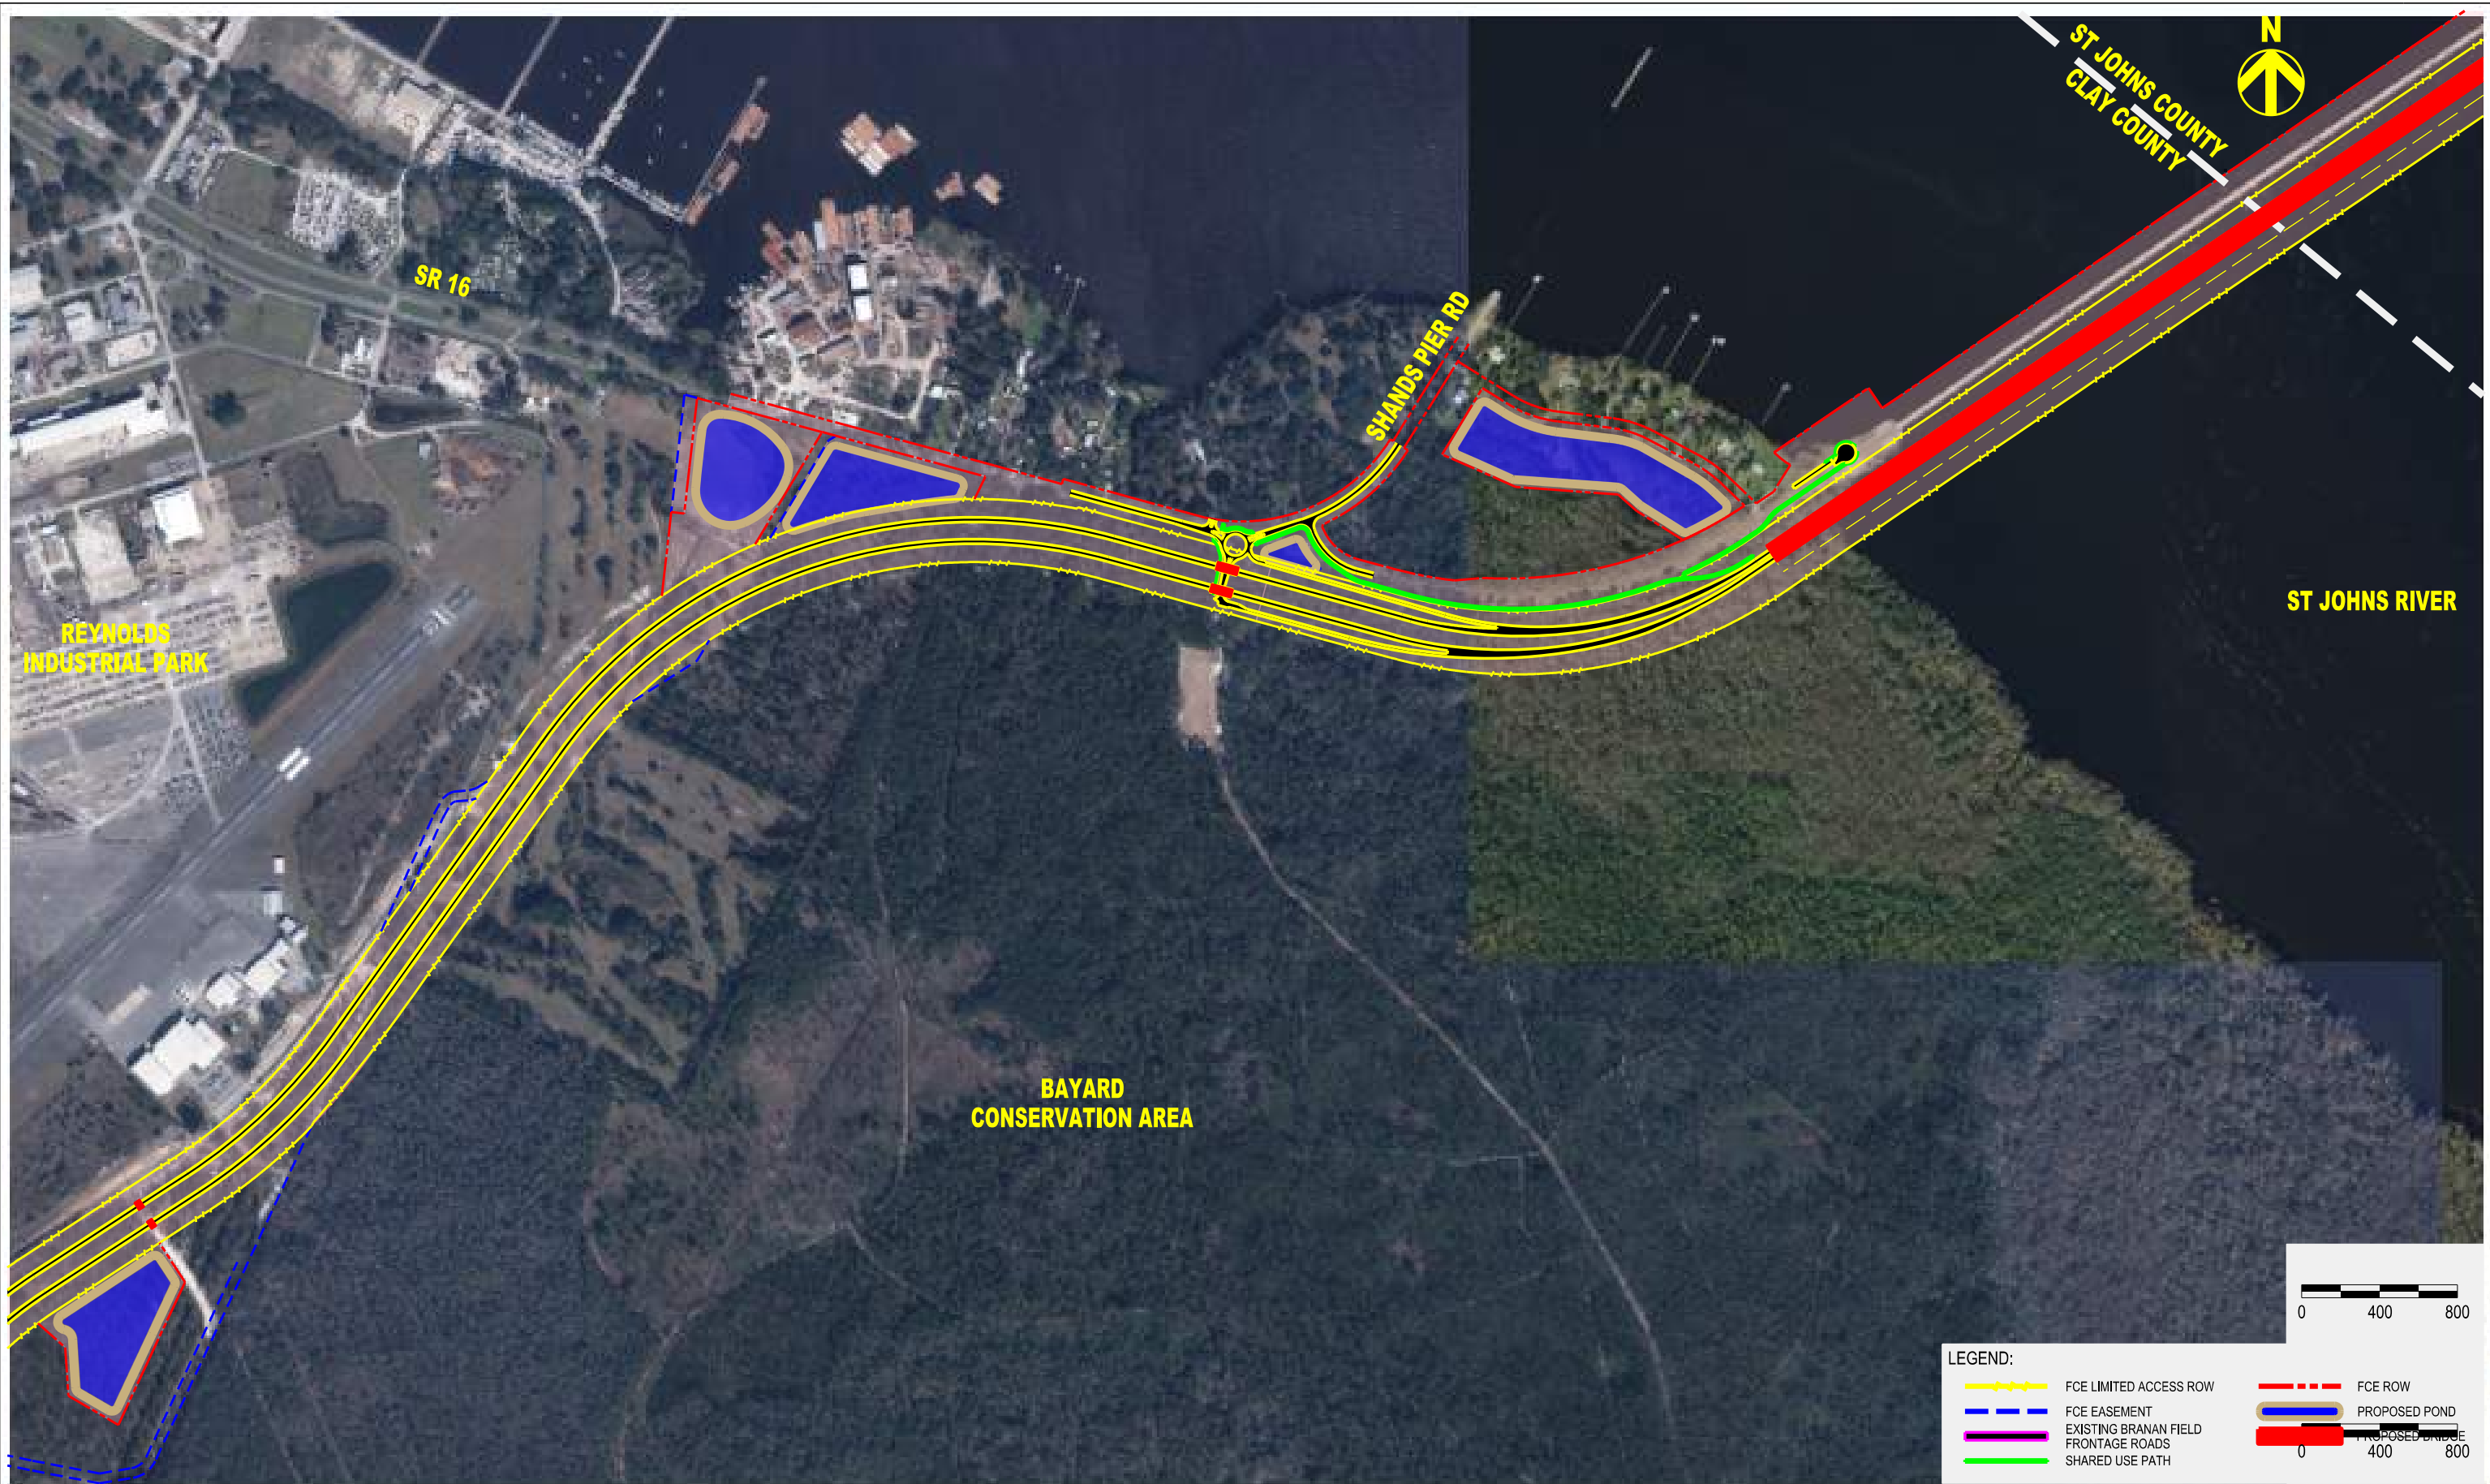 N
ST JOHNS COUNTY
CLAY COUNTY
SR 16
SHANDS PIER RD
ST JOHNS RIVER
REYNOLDS
INDUSTRIAL PARK
BAYARD
CONSERVATION AREA
0 400 800
LEGEND:
FCE LIMITED ACCESS ROW
FCE EASEMENT
EXISTING BRANAN FIELD
FRONTAGE ROADS
SHARED USE PATH
FCE ROW
PROPOSED POND
PROPOSED BRIDGE
0 400 800